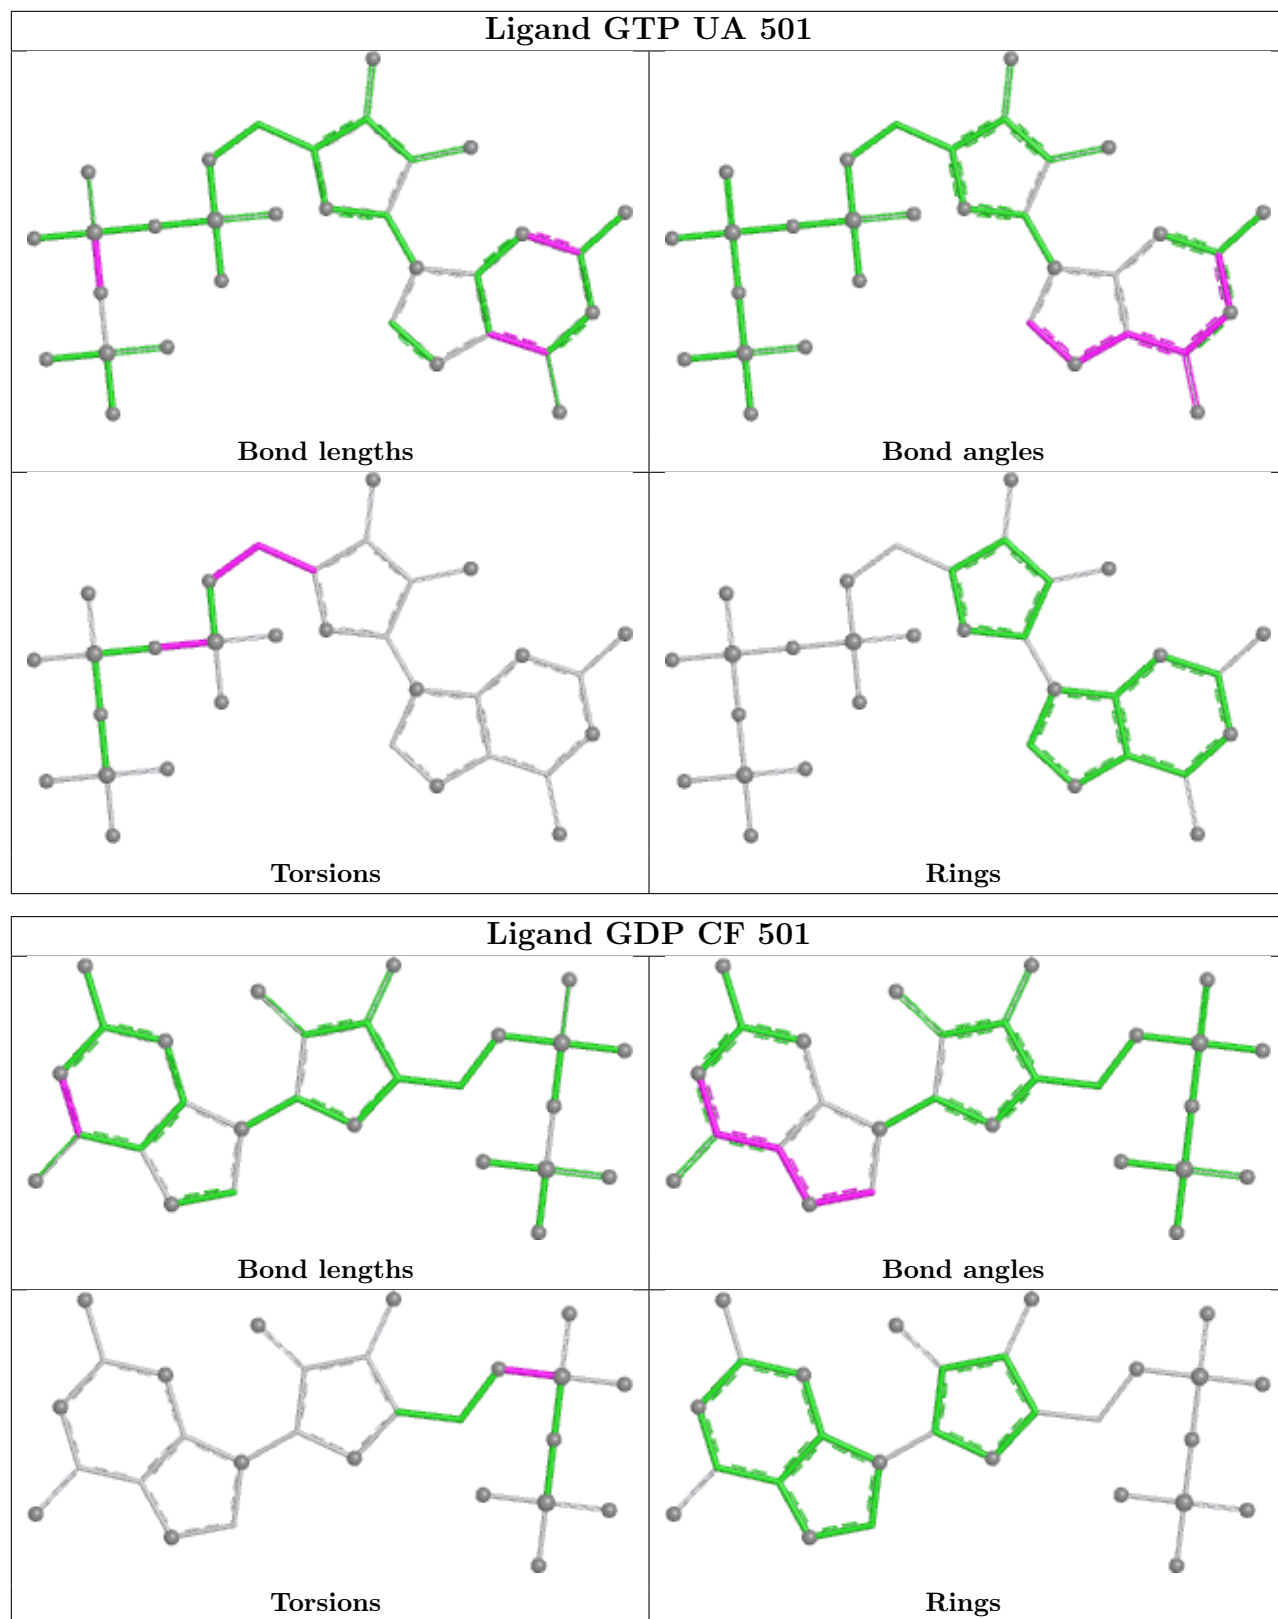 Ligand GTP UA 501
Bond lengths
Bond angles
Torsions
Rings
Ligand GDP CF 501
Bond lengths
Bond angles
Torsions
Rings